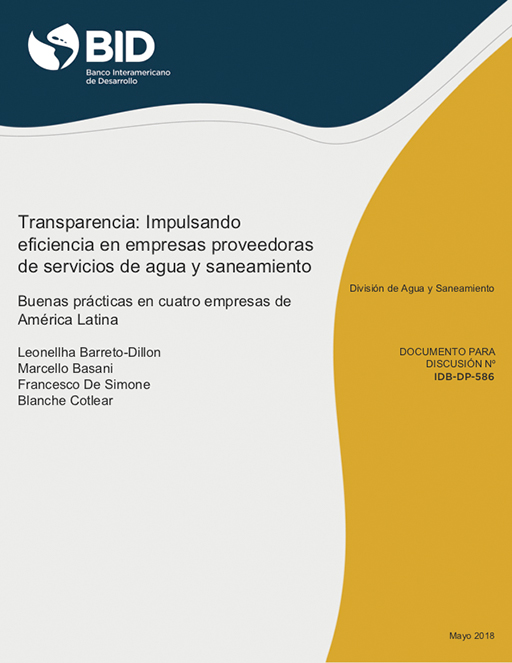 BID
Banco Interamericano
de Desarrollo
Transparencia: Impulsando
eficiencia en empresas proveedoras
de servicios de agua y saneamiento
Buenas prácticas en cuatro empresas de
América Latina
Leonellha Barreto-Dillon
Marcello Basani
Francesco De Simone
Blanche Cotlear
División de Agua y Saneamiento
DOCUMENTO PARA
DISCUSIÓN Nº
IDB-DP-586
Mayo 2018